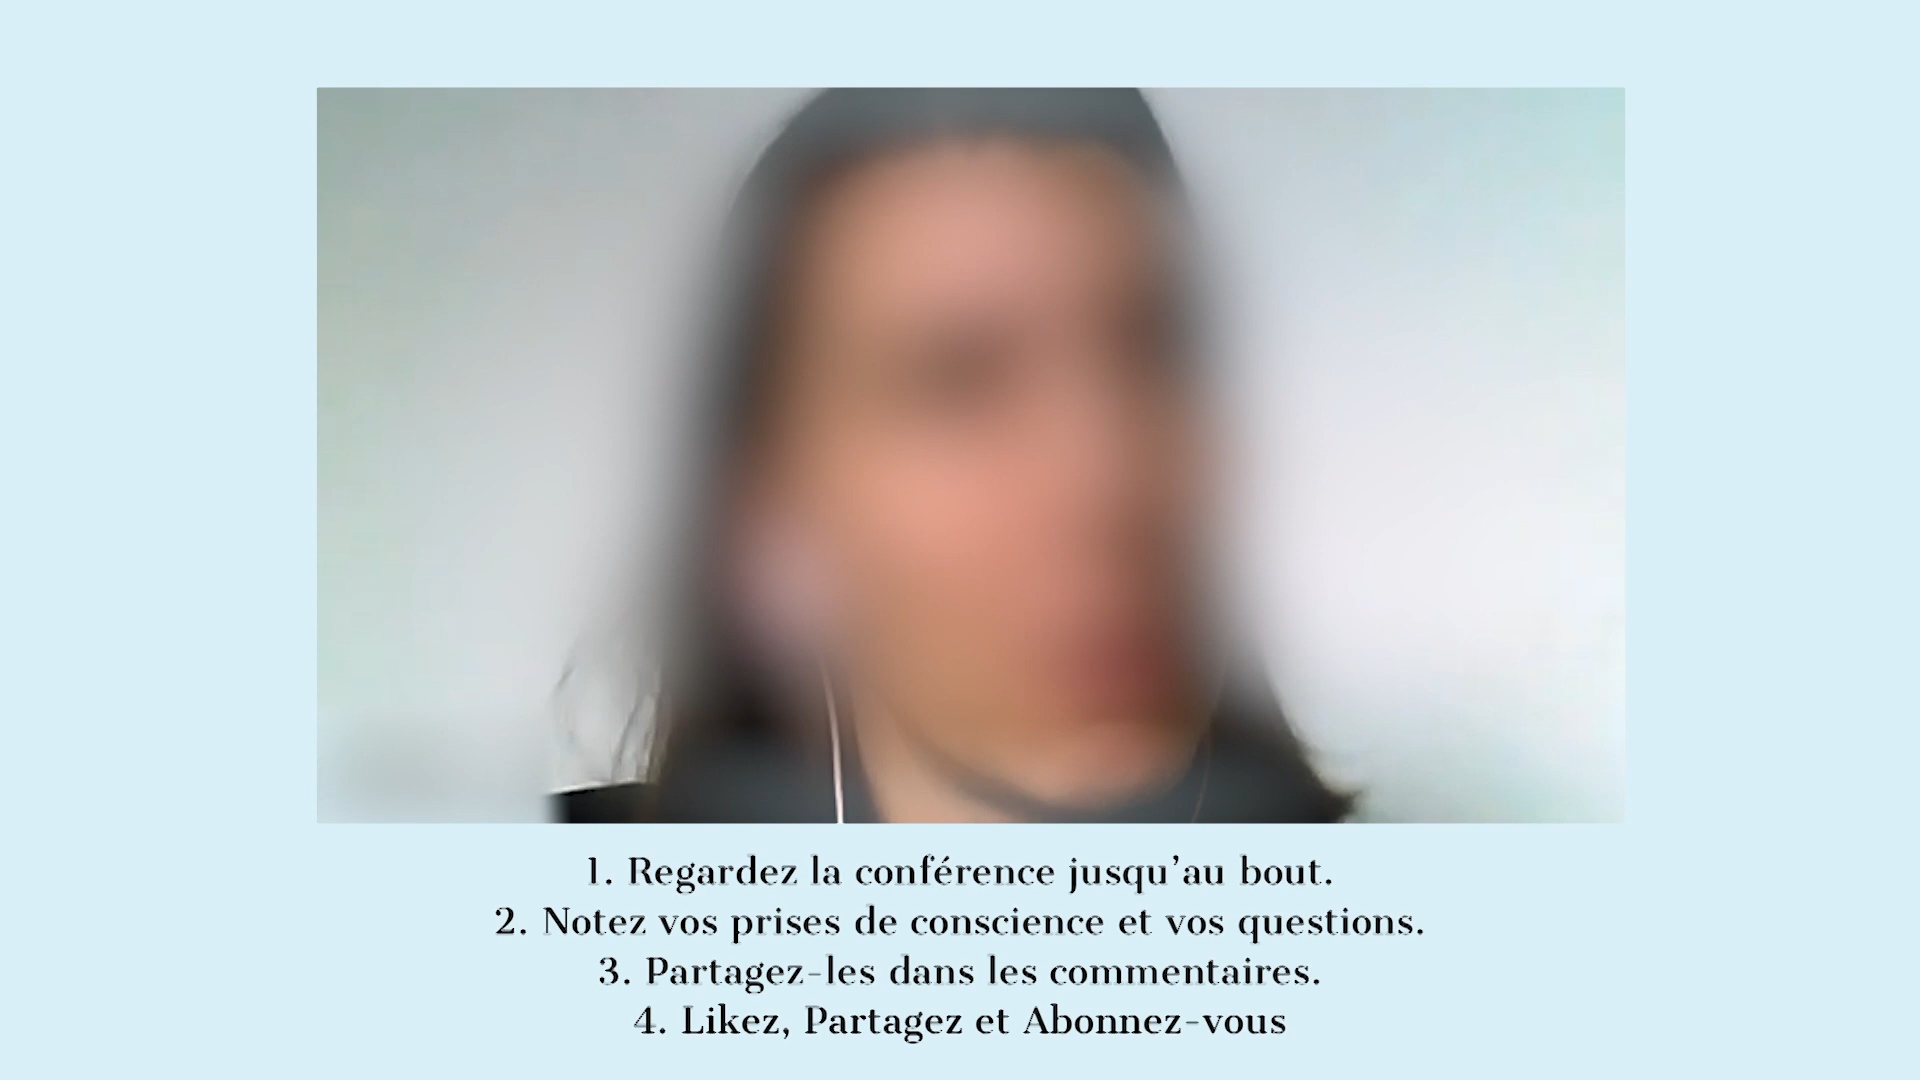 1. Regardez la conférence jusqu’au bout.
2. Notez vos prises de conscience et vos questions.
3. Partagez-les dans les commentaires.
4. Likez, Partagez et Abonnez-vous